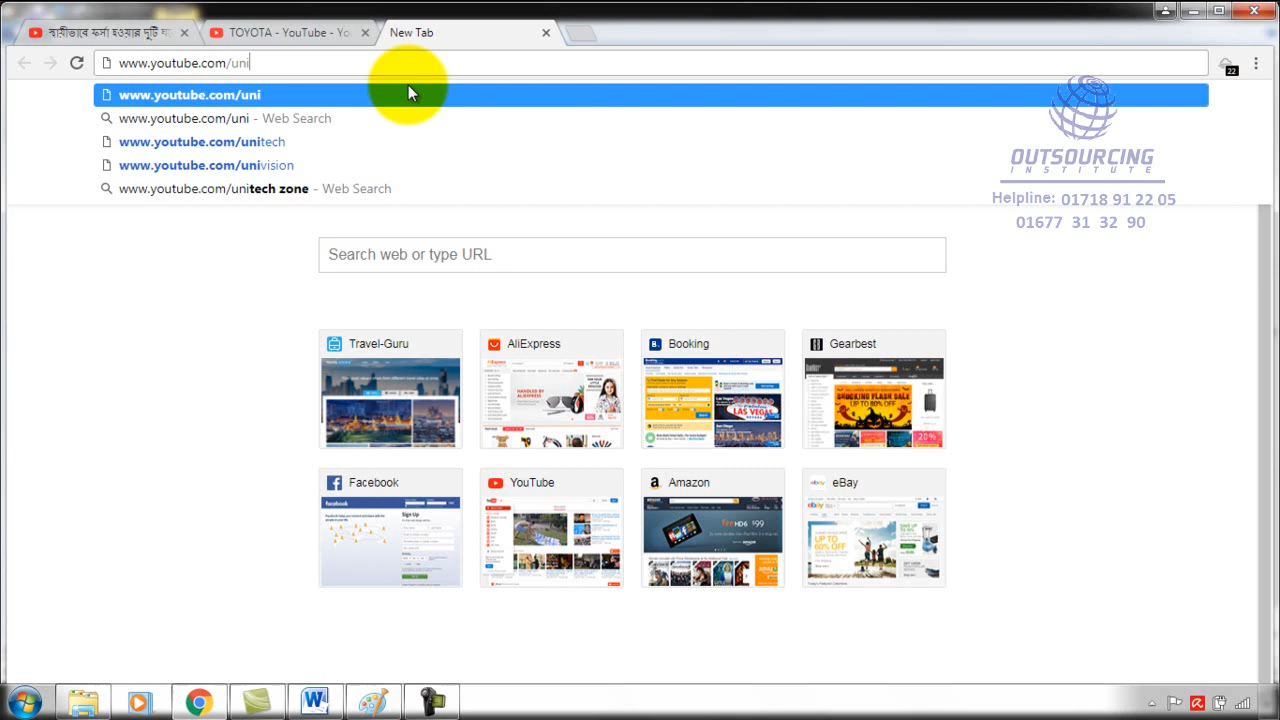 স্থায়ীভাবে ফর্সা হওয়ার দুটি ঘ
TOYOTA - YouTube - Yo
New Tab
www.youtube.com/uni
22
www.youtube.com/uni
www.youtube.com/uni - Web Search
www.youtube.com/unitech
www.youtube.com/univision
www.youtube.com/unitech zone - Web Search
OUTSOURCING
INSTITUTE
Helpline: 01718 91 22 05
01677 31 32 90
Search web or type URL
Travel-Guru
AliExpress
Booking
Gearbest
Facebook
YouTube
Amazon
eBay